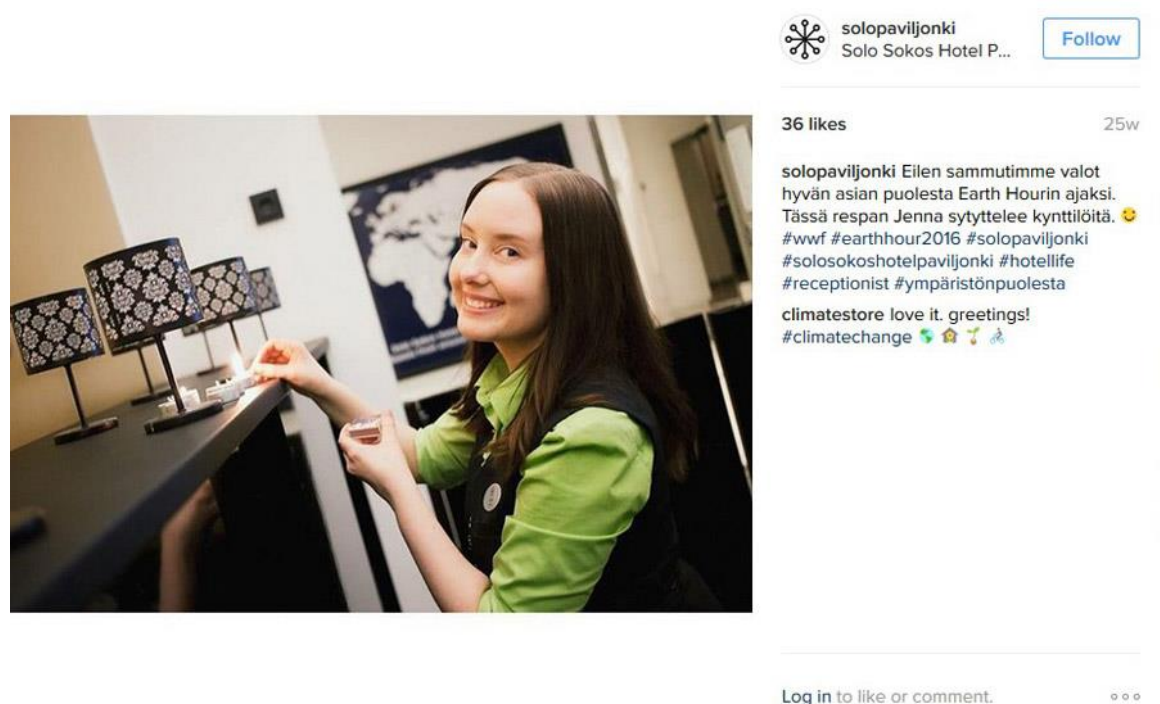 solopaviljonki
Solo Sokos Hotel P...
Follow
36 likes
25w
solopaviljonki Eilen sammutimme valot
hyvän asian puolesta Earth Hourin ajaksi.
Tässä respan Jenna sytyttelee kynttilöitä. 😃
#wwf #earthhour2016 #solopaviljonki
#solosokoshotelpaviljonki #hotellife
#receptionist #ympäristönpuolesta
climatestore love it. greetings!
#climatechange 🌎 🏠 🌱 🚴
Log in to like or comment.